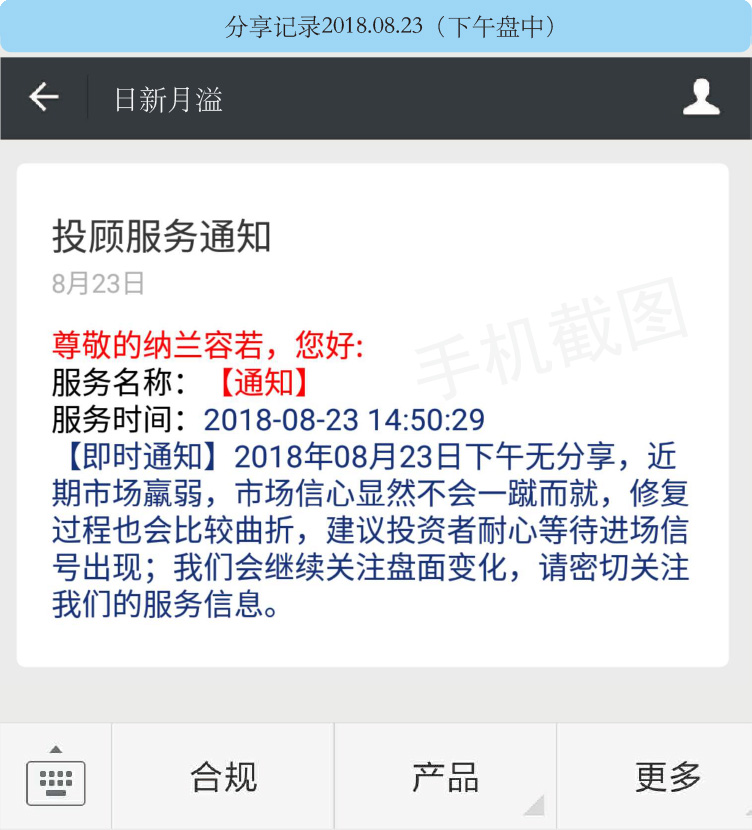 分享记录2018.08.23（下午盘中）
日新月溢
投顾服务通知
8月23日
手机截图
尊敬的纳兰容若，您好:
服务名称：【通知】
服务时间：2018-08-23 14:50:29
【即时通知】2018年08月23日下午无分享，近
期市场羸弱，市场信心显然不会一蹴而就，修复
过程也会比较曲折，建议投资者耐心等待进场信
号出现；我们会继续关注盘面变化，请密切关注
我们的服务信息。
合规
产品
更多